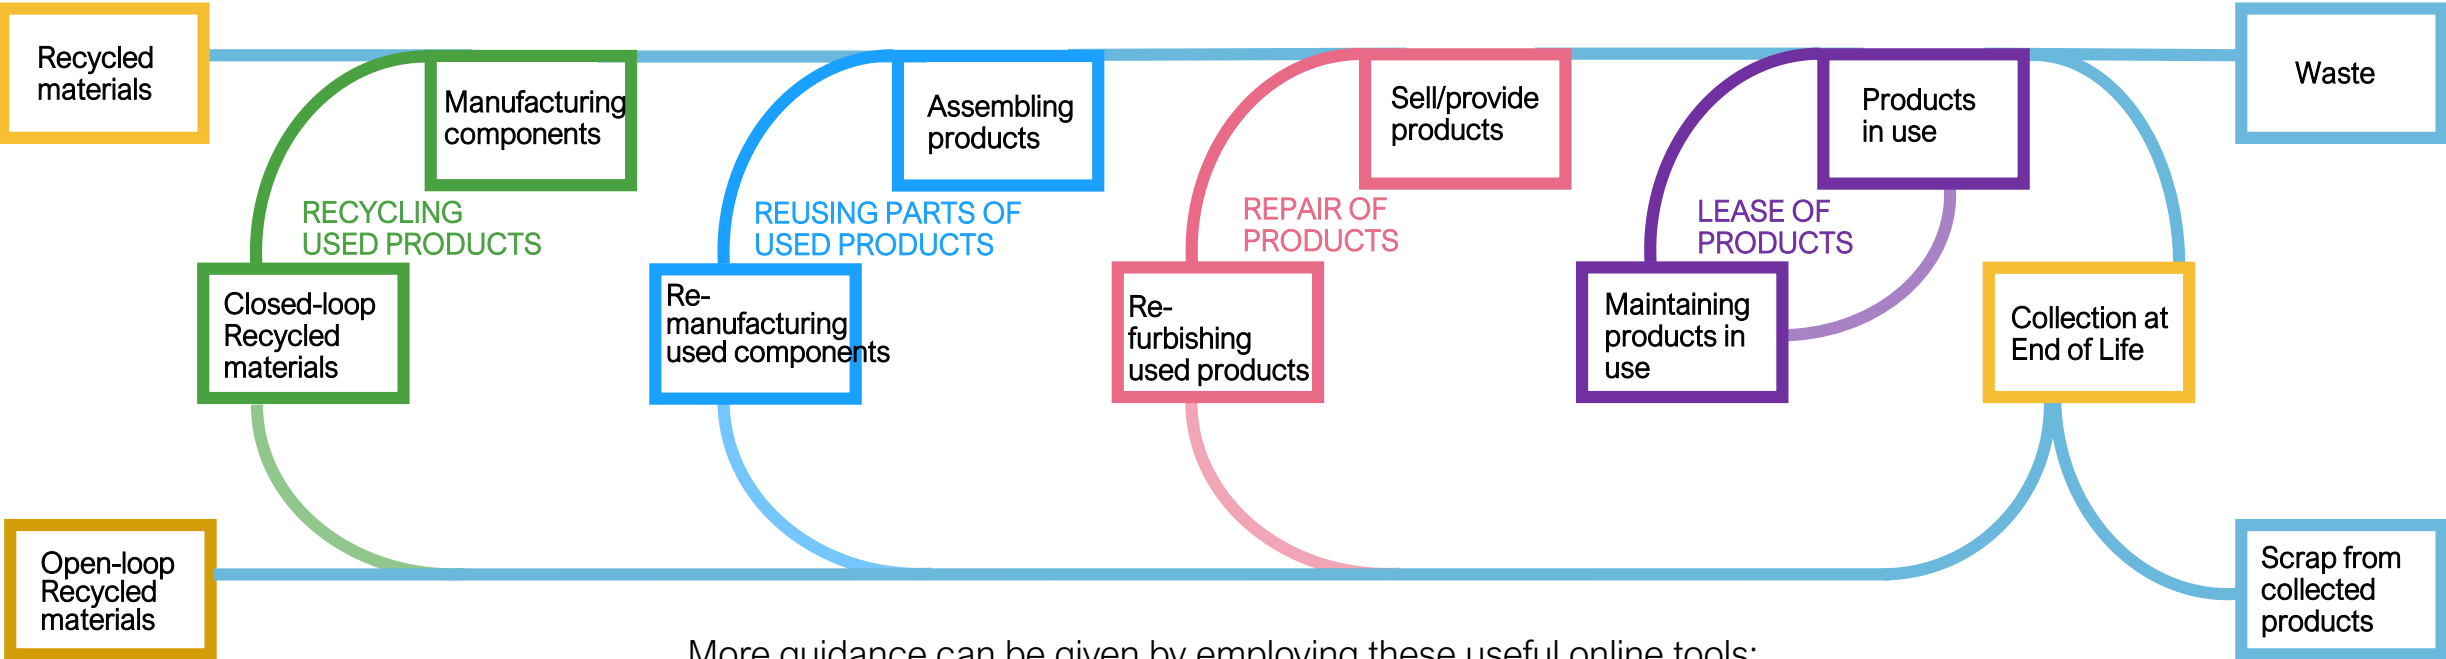 Recycled
materials
Manufacturing
components
Assembling
products
Sell/provide
products
Products
in use
Waste
RECYCLING
USED PRODUCTS
REUSING PARTS OF
USED PRODUCTS
REPAIR OF
PRODUCTS
LEASE OF
PRODUCTS
Closed-loop
Recycled
materials
Re-
manufacturing
used components
Re-
furbishing
used products
Maintaining
products in
use
Collection at
End of Life
Open-loop
Recycled
materials
Scrap from
collected
products
More guidance can be given by employing these useful online tools: